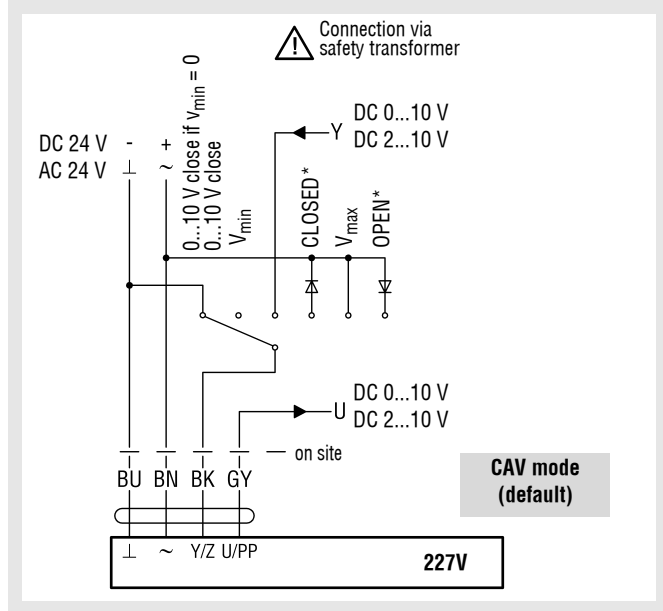 Connection via
safety transformer
DC 24 V - +
AC 24 V ⊥ ~
0...10 V close if vmin = 0
0...10 V close
Vmin
Y
DC 0...10 V
DC 2...10 V
CLOSED*
Vmax
OPEN*
U
DC 0...10 V
DC 2...10 V
on site
BU BN BK GY
CAV mode
(default)
⊥ ~ Y/Z U/PP
227V